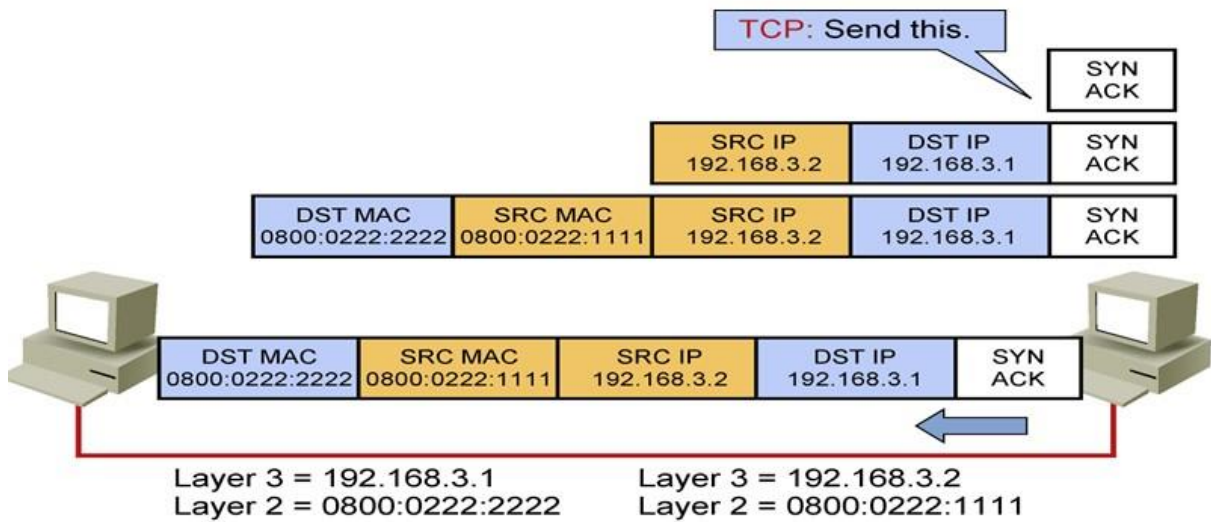 TCP: Send this.
SYN
ACK
SRC IP
192.168.3.2
DST IP
192.168.3.1
SYN
ACK
DST MAC
0800:0222:2222
SRC MAC
0800:0222:1111
SRC IP
192.168.3.2
DST IP
192.168.3.1
SYN
ACK
DST MAC
0800:0222:2222
SRC MAC
0800:0222:1111
SRC IP
192.168.3.2
DST IP
192.168.3.1
SYN
ACK
Layer 3 = 192.168.3.1
Layer 2 = 0800:0222:2222
Layer 3 = 192.168.3.2
Layer 2 = 0800:0222:1111